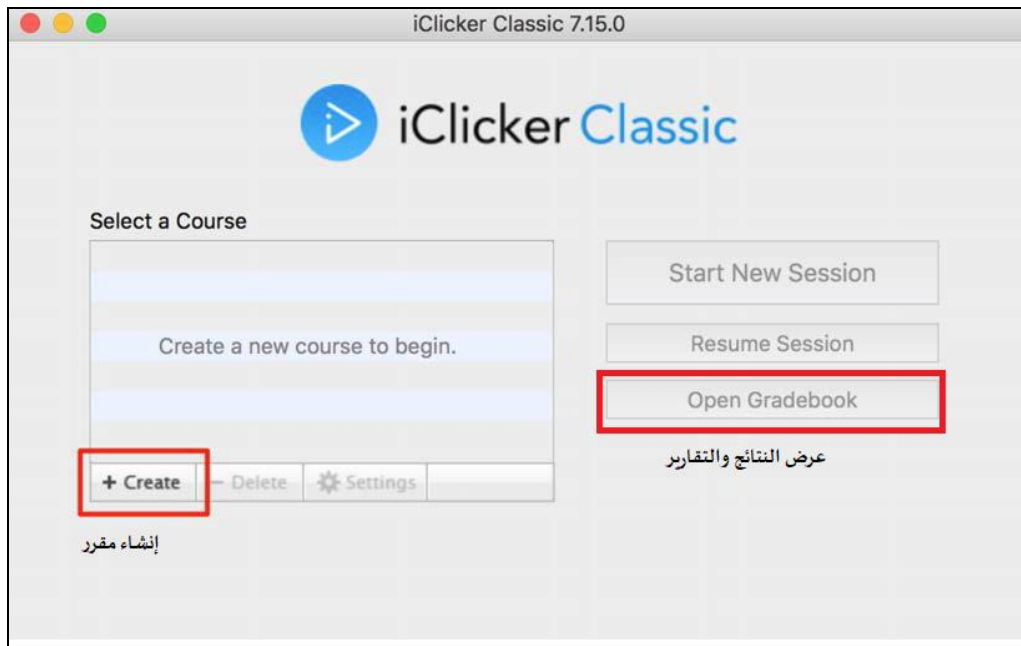 iClicker Classic 7.15.0
iClicker Classic
Select a Course
Create a new course to begin.
+ Create
− Delete
Settings
إنشاء مقرر
Start New Session
Resume Session
Open Gradebook
عرض النتائج والتقارير